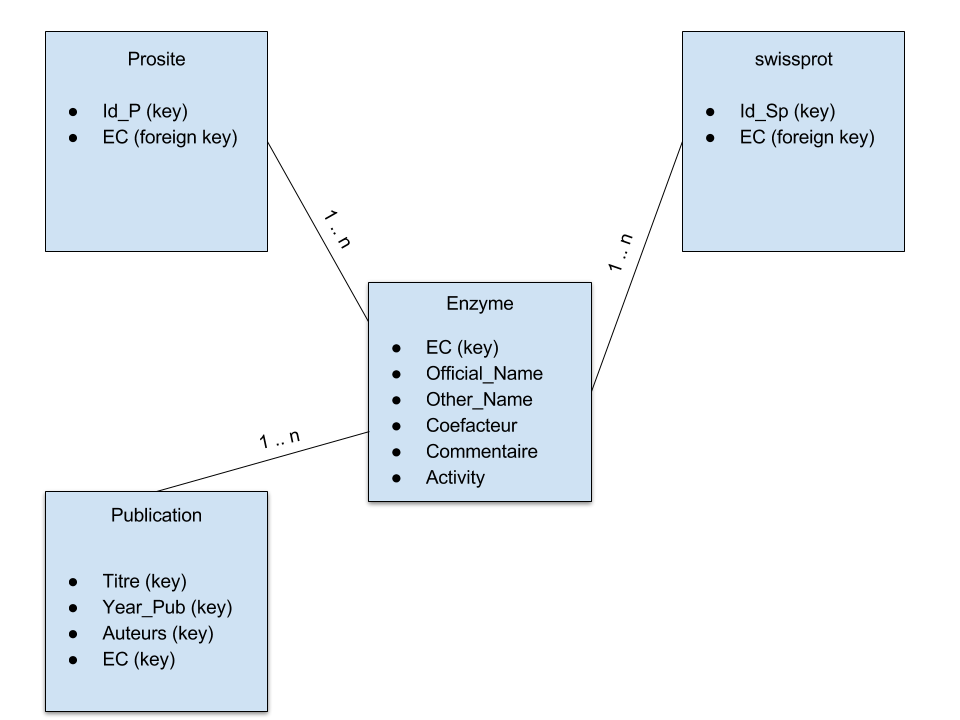 Prosite
● Id_P (key)
● EC (foreign key)
swissprot
● Id_Sp (key)
● EC (foreign key)
1 .. n
1 .. n
Enzyme
● EC (key)
● Official_Name
● Other_Name
● Coefacteur
● Commentaire
● Activity
1 .. n
Publication
● Titre (key)
● Year_Pub (key)
● Auteurs (key)
● EC (key)